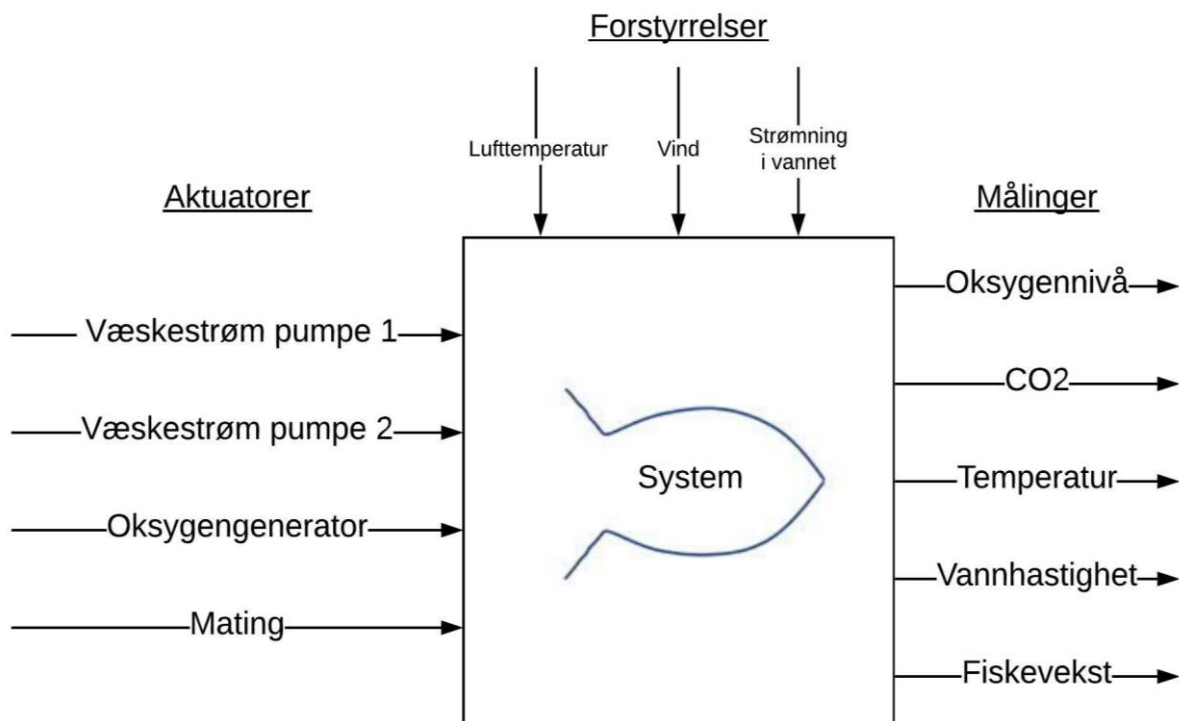 Forstyrrelser
Lufttemperatur
Vind
Strømning
i vannet
Aktuatorer
Væskestrøm pumpe 1
Væskestrøm pumpe 2
Oksygengenerator
Mating
System
Målinger
Oksygennivå
CO2
Temperatur
Vannhastighet
Fiskevekst